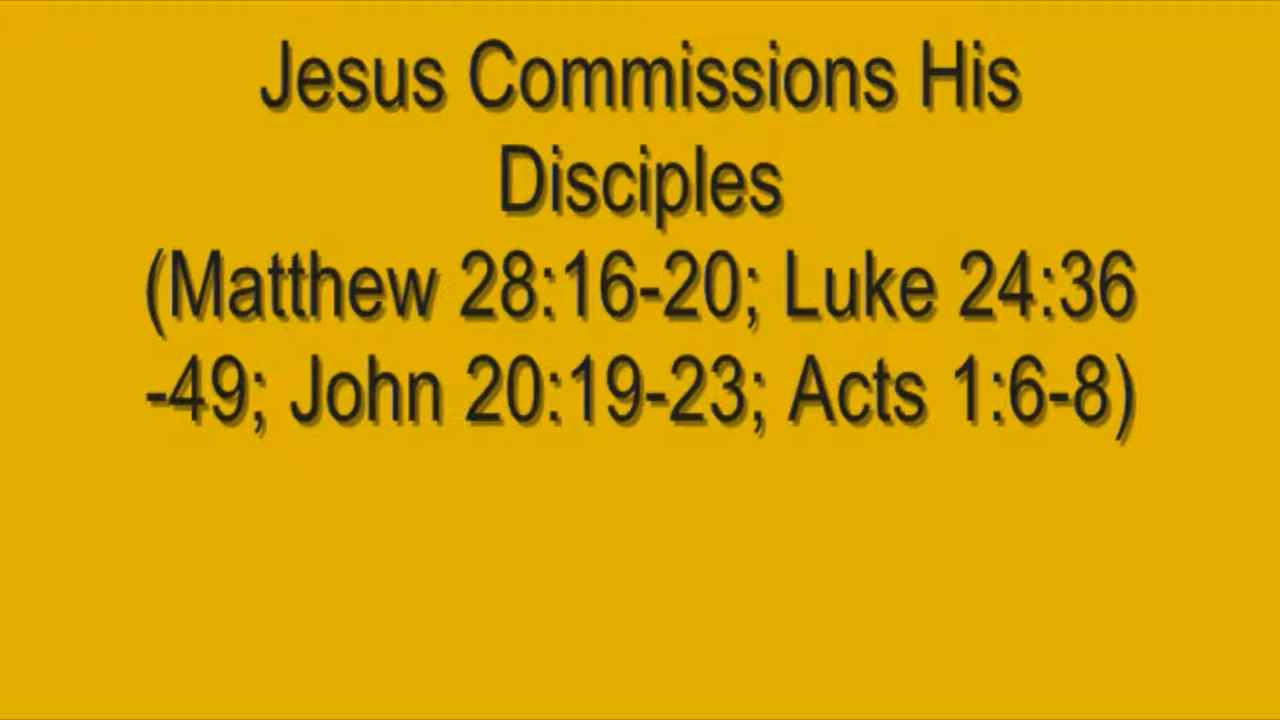 Jesus Commissions His
Disciples
(Matthew 28:16-20; Luke 24:36
-49; John 20:19-23; Acts 1:6-8)